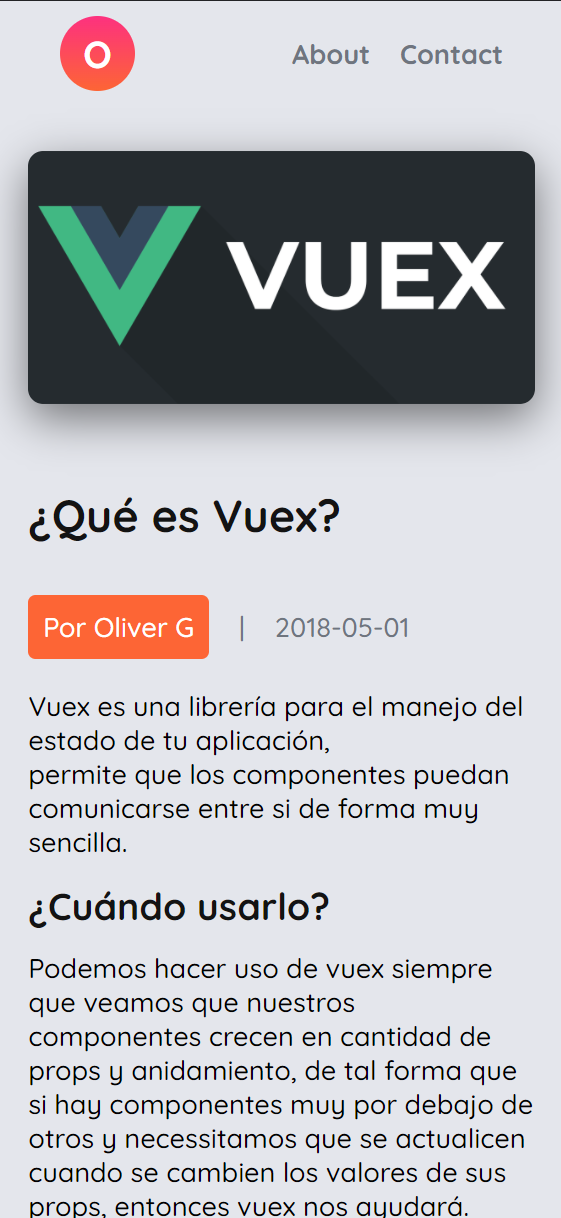 O
About Contact
VUEX
¿Qué es Vuex?
Por Oliver G | 2018-05-01
Vuex es una librería para el manejo del
estado de tu aplicación,
permite que los componentes puedan
comunicarse entre si de forma muy
sencilla.
¿Cuándo usarlo?
Podemos hacer uso de vuex siempre
que veamos que nuestros
componentes crecen en cantidad de
props y anidamiento, de tal forma que
si hay componentes muy por debajo de
otros y necessitamos que se actualicen
cuando se cambien los valores de sus
props, entonces vuex nos ayudará.